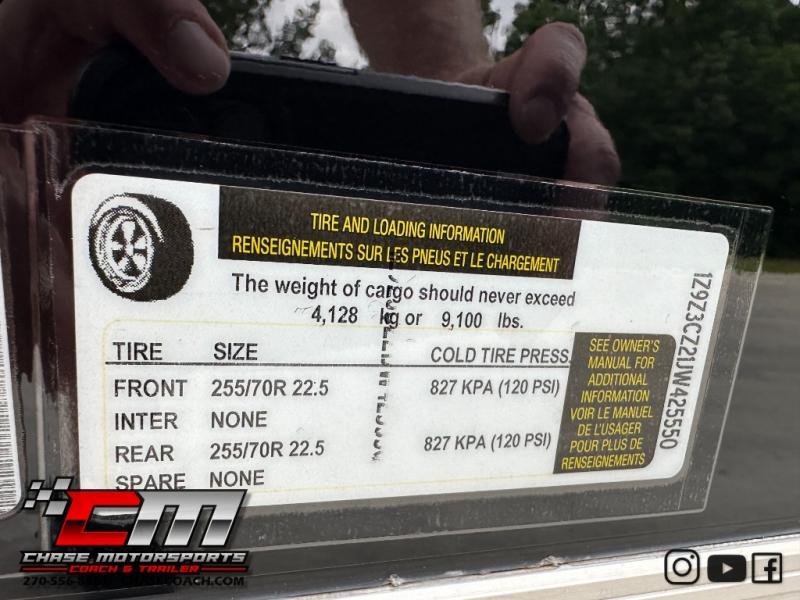 TIRE AND LOADING INFORMATION
RENSEIGNEMENTS SUR LES PNEUS ET LE CHARGEMENT
The weight of cargo should never exceed
4,128 kg or 9,100 lbs.
TIRE SIZE COLD TIRE PRESS.
FRONT 255/70R 22.5 827 KPA (120 PSI)
INTER NONE
REAR 255/70R 22.5 827 KPA (120 PSI)
SPARE NONE
SEE OWNER'S
MANUAL FOR
ADDITIONAL
INFORMATION
VOIR LE MANUEL
DE L'USAGER
POUR PLUS DE
RENSEIGNEMENTS
1Z9Z3CZ21JW425550
CM
CHASE MOTORSPORTS
COACH & TRAILER